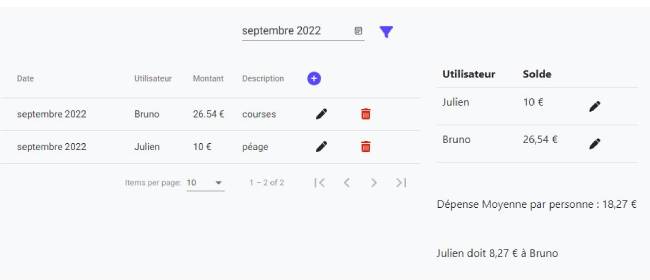 septembre 2022
Date Utilisateur Montant Description
septembre 2022 Bruno 26.54 € courses
septembre 2022 Julien 10 € péage
Items per page: 10 1 – 2 of 2
Utilisateur Solde
Julien 10 €
Bruno 26,54 €
Dépense Moyenne par personne : 18,27 €
Julien doit 8,27 € à Bruno